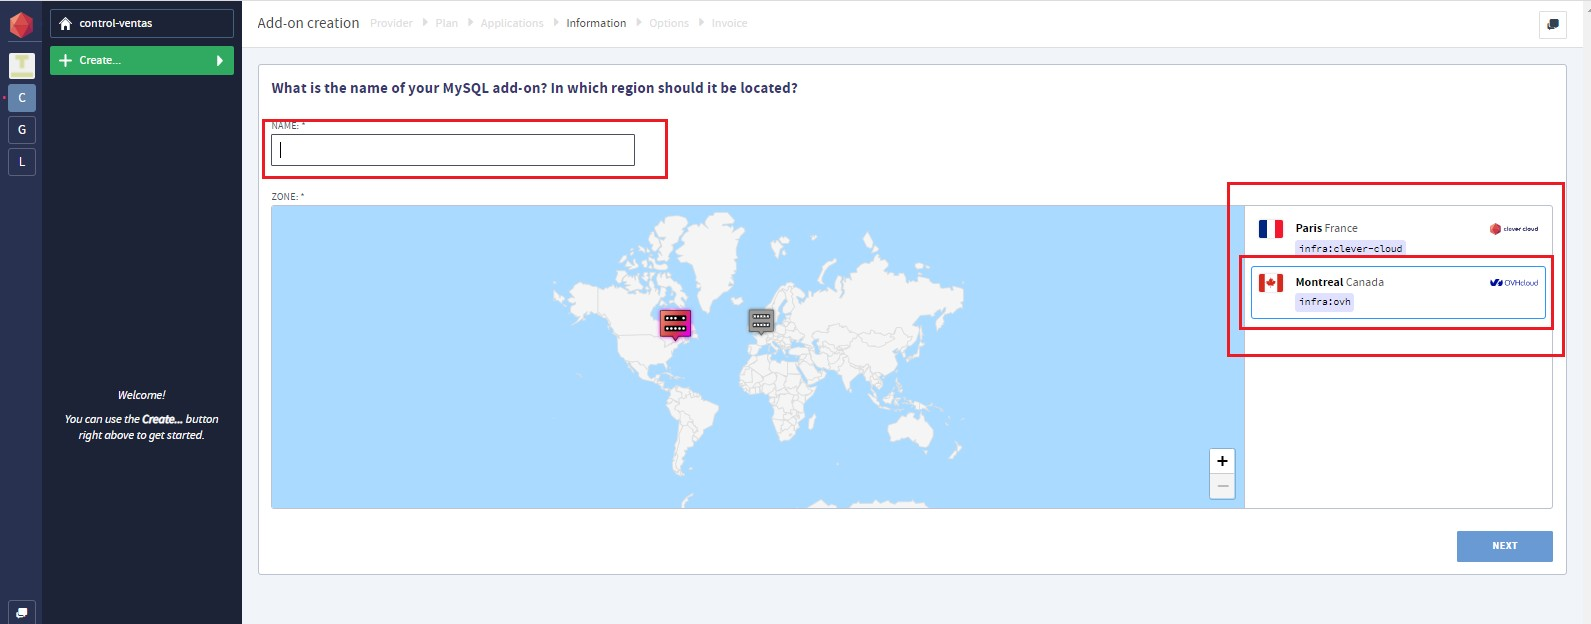 control-ventas
Create...
T
C
G
L
Welcome!
You can use the Create... button
right above to get started.
Add-on creation Provider Plan Applications Information Options Invoice
What is the name of your MySQL add-on? In which region should it be located?
NAME: *
ZONE: *
Paris France
clever cloud
infra:clever-cloud
Montreal Canada
OVHcloud
infra:ovh
+
−
NEXT